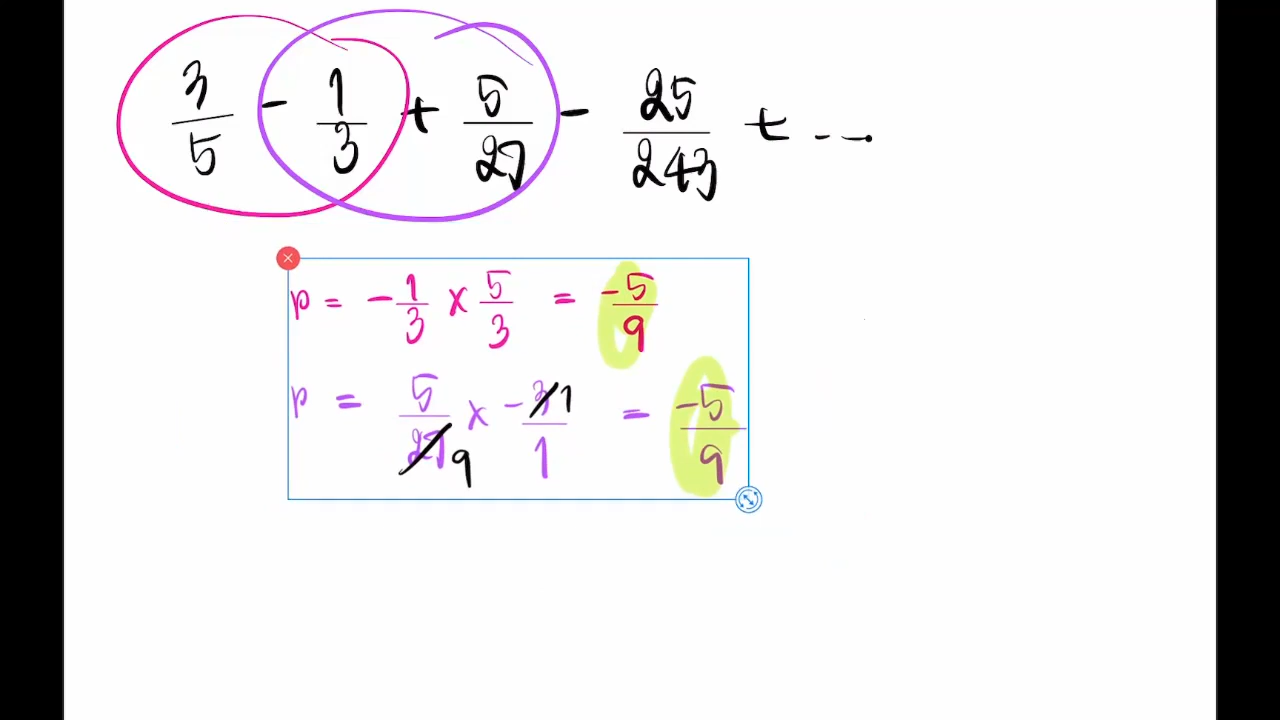 3/5 - 1/3 + 5/27 - 25/243 + ...
p = -1/3 x 5/3 = -5/9
p = 5/27 9 x -3/1 1 = -5/9